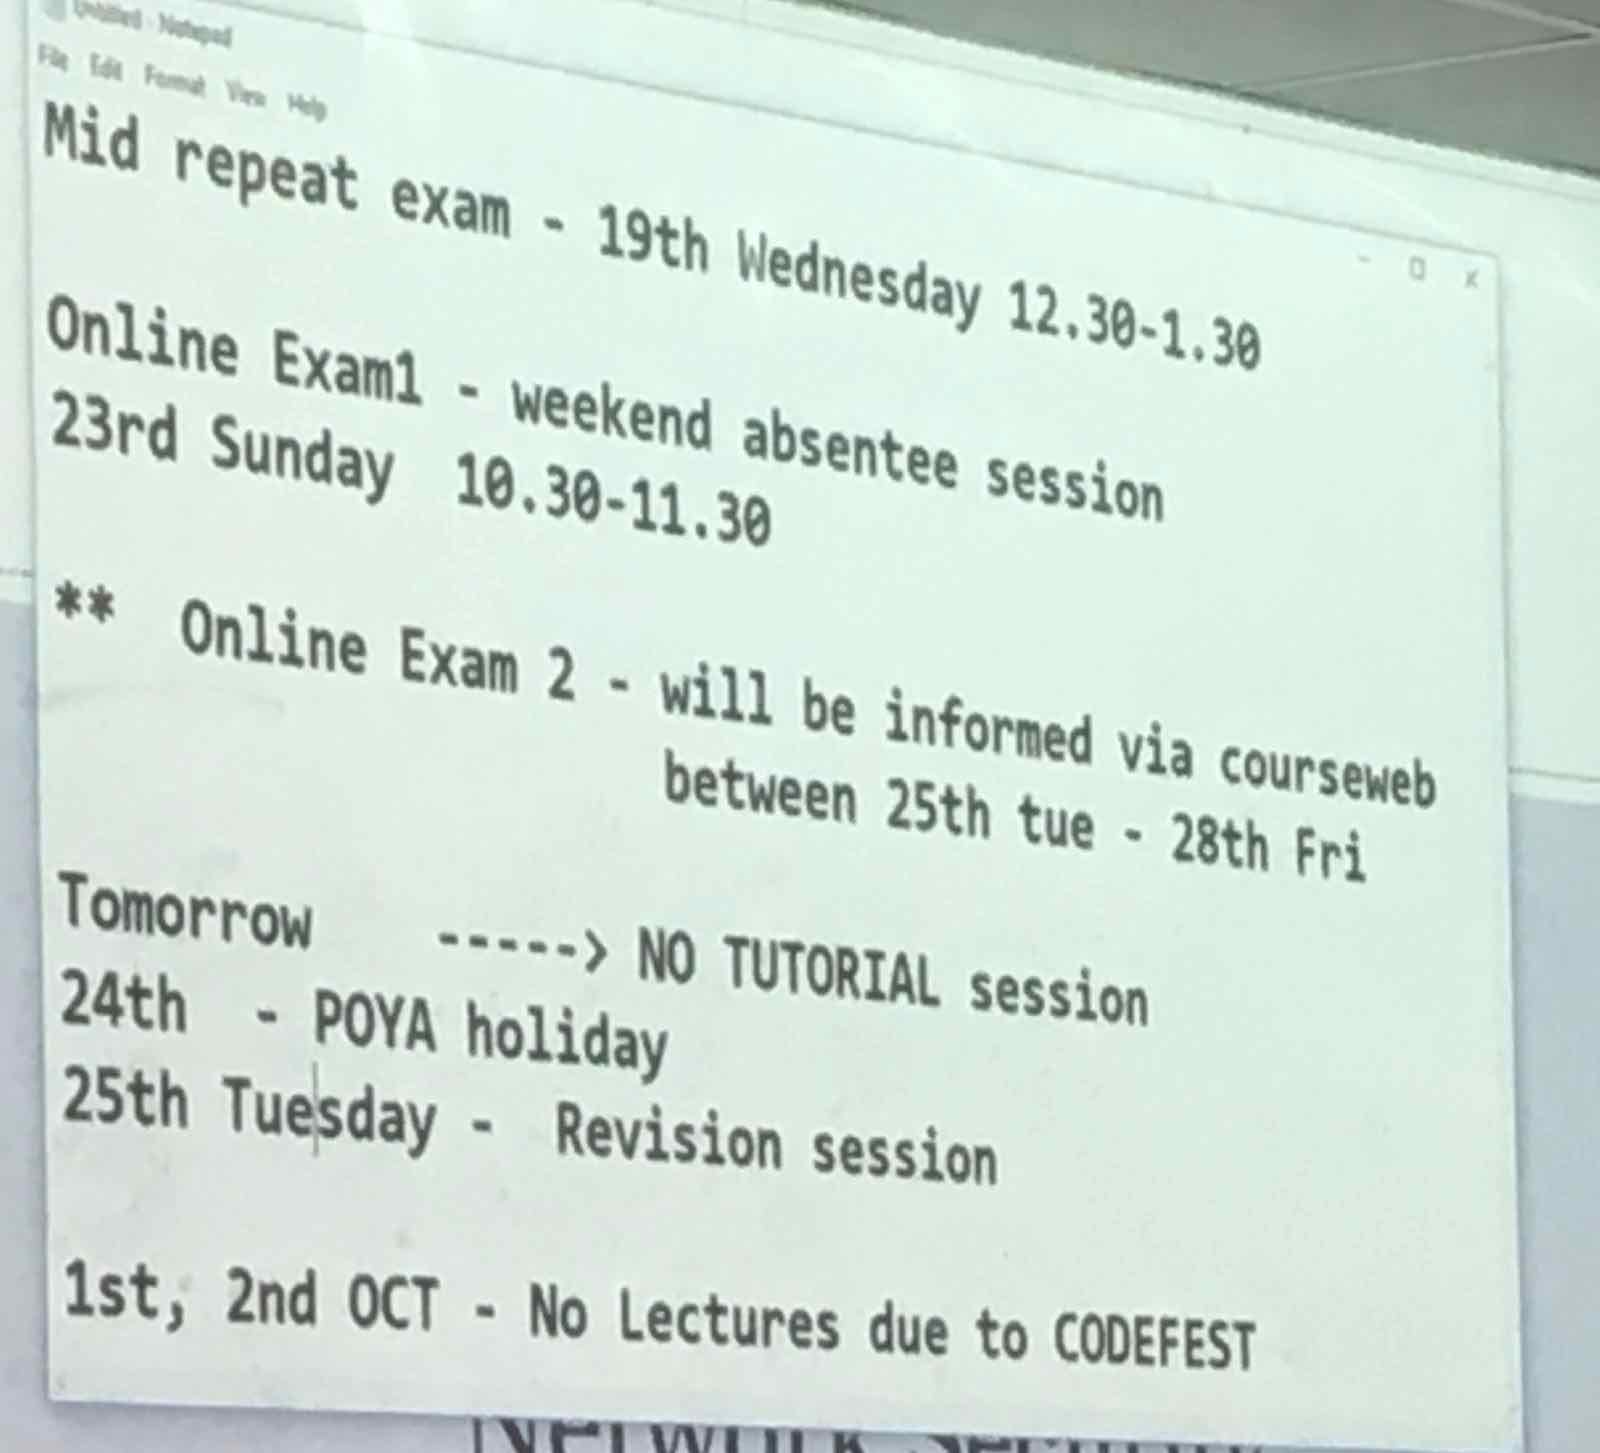 Untitled - Notepad
File Edit Format View Help
Mid repeat exam - 19th Wednesday 12.30-1.30
Online Exam1 - weekend absentee session
23rd Sunday 10.30-11.30
** Online Exam 2 - will be informed via courseweb
between 25th tue - 28th Fri
Tomorrow -----> NO TUTORIAL session
24th - POYA holiday
25th Tuesday - Revision session
1st, 2nd OCT - No Lectures due to CODEFEST
Network